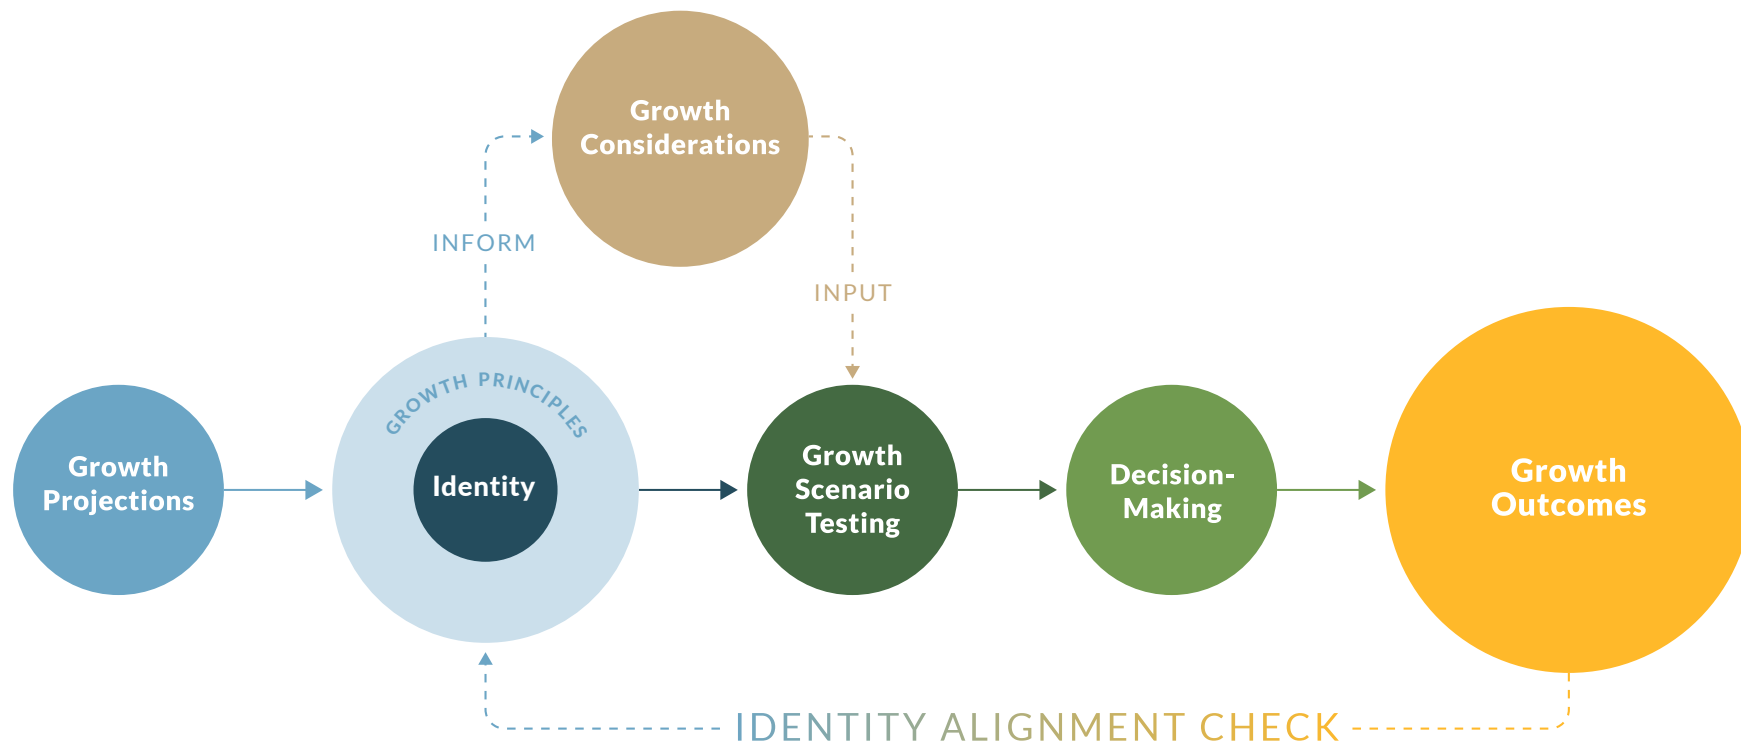 Growth
Considerations
INFORM
INPUT
Growth
Projections
GROWTH PRINCIPLES
Identity
Growth
Scenario
Testing
Decision-
Making
Growth
Outcomes
IDENTITY ALIGNMENT CHECK